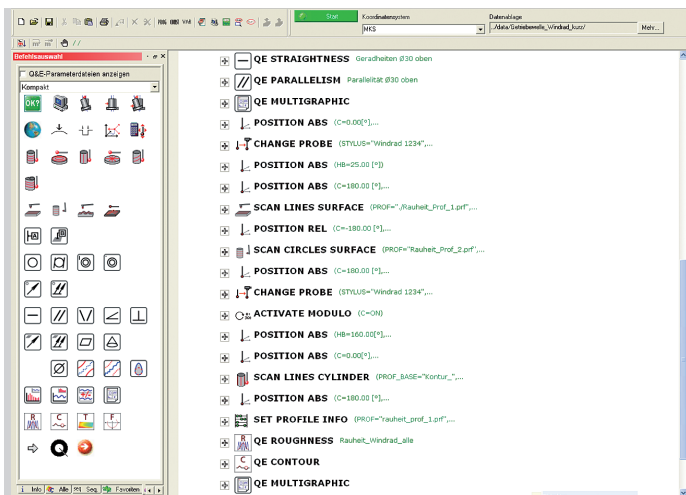 Start
Koordinatensystem
Datenablage
MKS
../data/Getriebewelle_Windrad_kurz/
Mehr...
Befehlsauswahl
Q&E-Parameterdateien anzeigen
Kompakt
OK?
QE STRAIGHTNESS Geradheiten Ø30 oben
QE PARALLELISM Parallelität Ø30 oben
QE MULTIGRAPHIC
POSITION ABS (C=0.00[°],...
CHANGE PROBE (STYLUS="Windrad 1234",...
POSITION ABS (HB=25.00 [°])
POSITION ABS (C=180.00 [°],...
SCAN LINES SURFACE (PROF="./Rauheit_Prof_1.prf",...
POSITION REL (C=-180.00 [°],...
SCAN CIRCLES SURFACE (PROF="Rauheit_Prof_2.prf",...
POSITION ABS (C=180.00 [°],...
CHANGE PROBE (STYLUS="Windrad 1234",...
ACTIVATE MODULO (C=ON)
POSITION ABS (HB=160.00[°],...
POSITION ABS (C=0.00[°],...
SCAN LINES CYLINDER (PROF_BASE="Kontur_",...
POSITION ABS (C=180.00 [°],...
SET PROFILE INFO (PROF="rauheit_prof_1.prf",...
QE ROUGHNESS Rauheit_Windrad_alle
QE CONTOUR
QE MULTIGRAPHIC
R C T F
Info Alle Seq. Favoriten